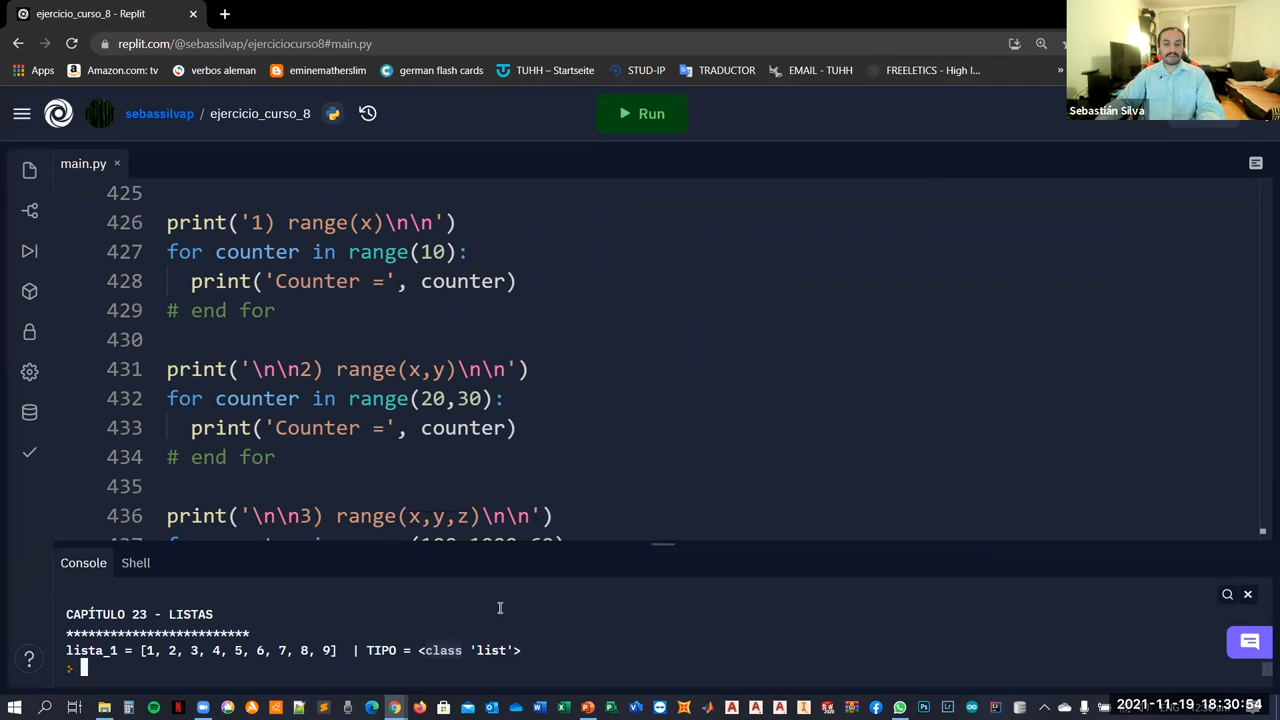 ejercicio_curso_8 - Replit
replit.com/@sebassilvap/ejerciciocurso8#main.py
Apps
Amazon.com: tv
verbos aleman
eminematherslim
german flash cards
TUHH – Startseite
STUD-IP
TRADUCTOR
EMAIL - TUHH
FREELETICS - High I...
»
Sebastián Silva
sebassilvap / ejercicio_curso_8
Run
main.py
425
426 print('1) range(x)\n\n')
427 for counter in range(10):
428 print('Counter =', counter)
429 # end for
430
431 print('\n\n2) range(x,y)\n\n')
432 for counter in range(20,30):
433 print('Counter =', counter)
434 # end for
435
436 print('\n\n3) range(x,y,z)\n\n')
Console
Shell
CAPÍTULO 23 - LISTAS
*************************
lista_1 = [1, 2, 3, 4, 5, 6, 7, 8, 9] | TIPO = <class 'list'>
2021-11-19 18:30:54